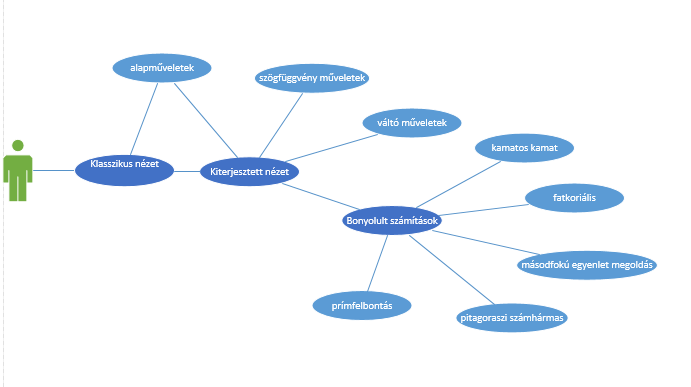 alapműveletek
szögfüggvény műveletek
váltó műveletek
kamatos kamat
Klasszikus nézet
Kiterjesztett nézet
fatkoriális
Bonyolult számítások
másodfokú egyenlet megoldás
prímfelbontás
pitagoraszi számhármas